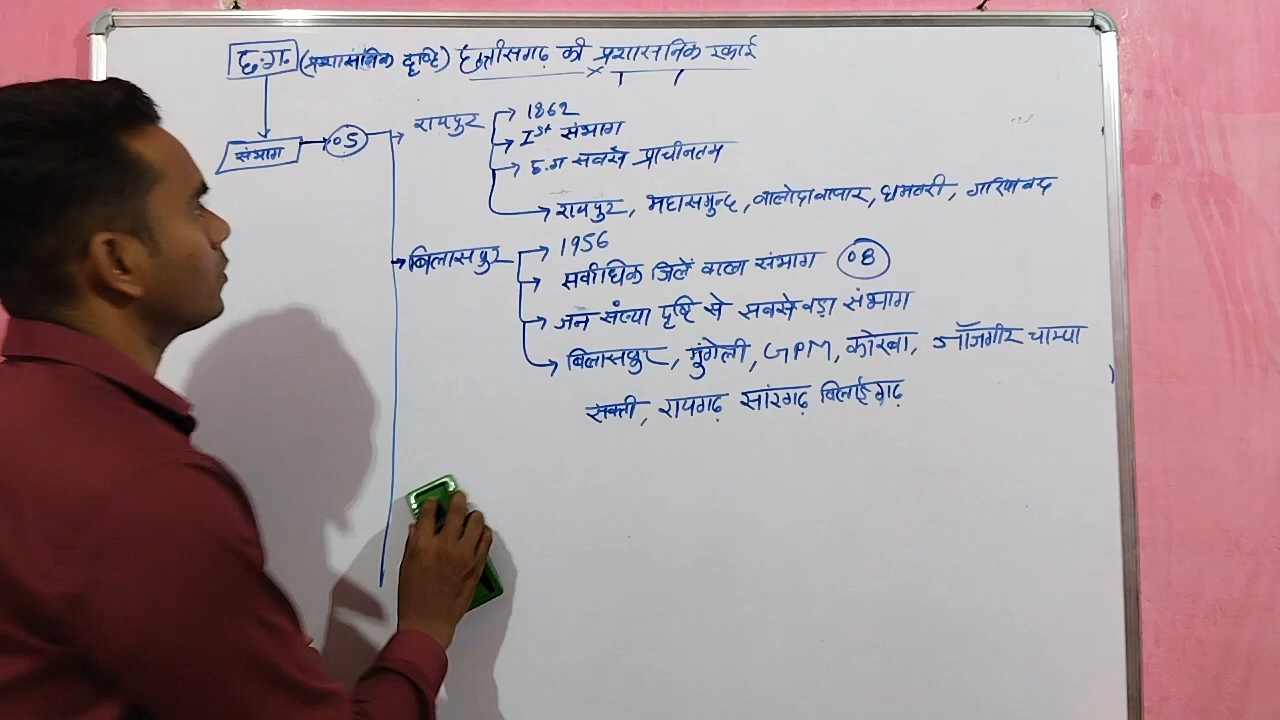 छ.ग. (प्रशासनिक दृष्टि) छत्तीसगढ़ की प्रशासनिक इकाई
संभाग → 05
रायपुर → 1862
→ Ist संभाग
→ छ.ग सबसे प्राचीनतम
→ रायपुर, महासमुन्द, बालोदाबाजार, धमतरी, गरियाबंद
बिलासपुर → 1956
→ सर्वाधिक जिलें वाला संभाग 08
→ जन संख्या दृष्टि से सबसे बड़ा संभाग
→ बिलासपुर, मुंगेली, GPM, कोरबा, जाँजगीर चाम्पा
सक्ती, रायगढ़ सारंगढ़ बिलाईगढ़